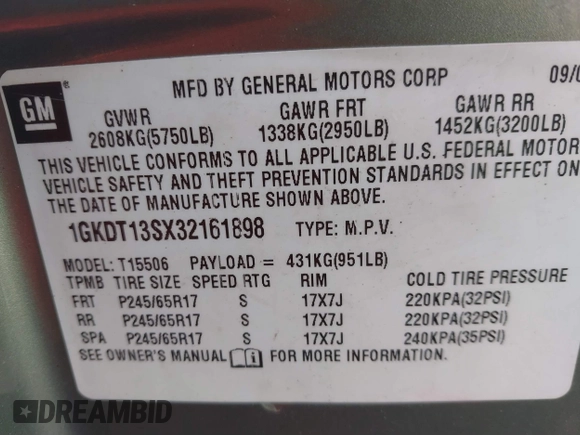 GM
MFD BY GENERAL MOTORS CORP 09/0
GVWR GAWR FRT GAWR RR
2608KG(5750LB) 1338KG(2950LB) 1452KG(3200LB)
THIS VEHICLE CONFORMS TO ALL APPLICABLE U.S. FEDERAL MOTOR
VEHICLE SAFETY AND THEFT PREVENTION STANDARDS IN EFFECT ON
THE DATE OF MANUFACTURE SHOWN ABOVE.
1GKDT13SX32161898 TYPE: M.P.V.
MODEL: T15506 PAYLOAD = 431KG(951LB)
TPMB TIRE SIZE SPEED RTG RIM COLD TIRE PRESSURE
FRT P245/65R17 S 17X7J 220KPA(32PSI)
RR P245/65R17 S 17X7J 220KPA(32PSI)
SPA P245/65R17 S 17X7J 240KPA(35PSI)
SEE OWNER'S MANUAL FOR MORE INFORMATION.
DREAMBID